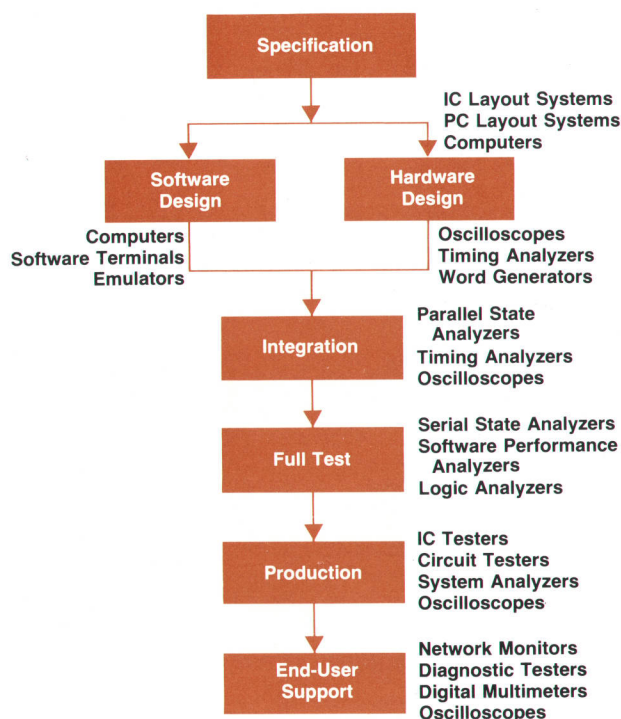 Specification
IC Layout Systems
PC Layout Systems
Computers
Software
Design
Hardware
Design
Computers
Software Terminals
Emulators
Oscilloscopes
Timing Analyzers
Word Generators
Integration
Parallel State
Analyzers
Timing Analyzers
Oscilloscopes
Full Test
Serial State Analyzers
Software Performance
Analyzers
Logic Analyzers
Production
IC Testers
Circuit Testers
System Analyzers
Oscilloscopes
End-User
Support
Network Monitors
Diagnostic Testers
Digital Multimeters
Oscilloscopes